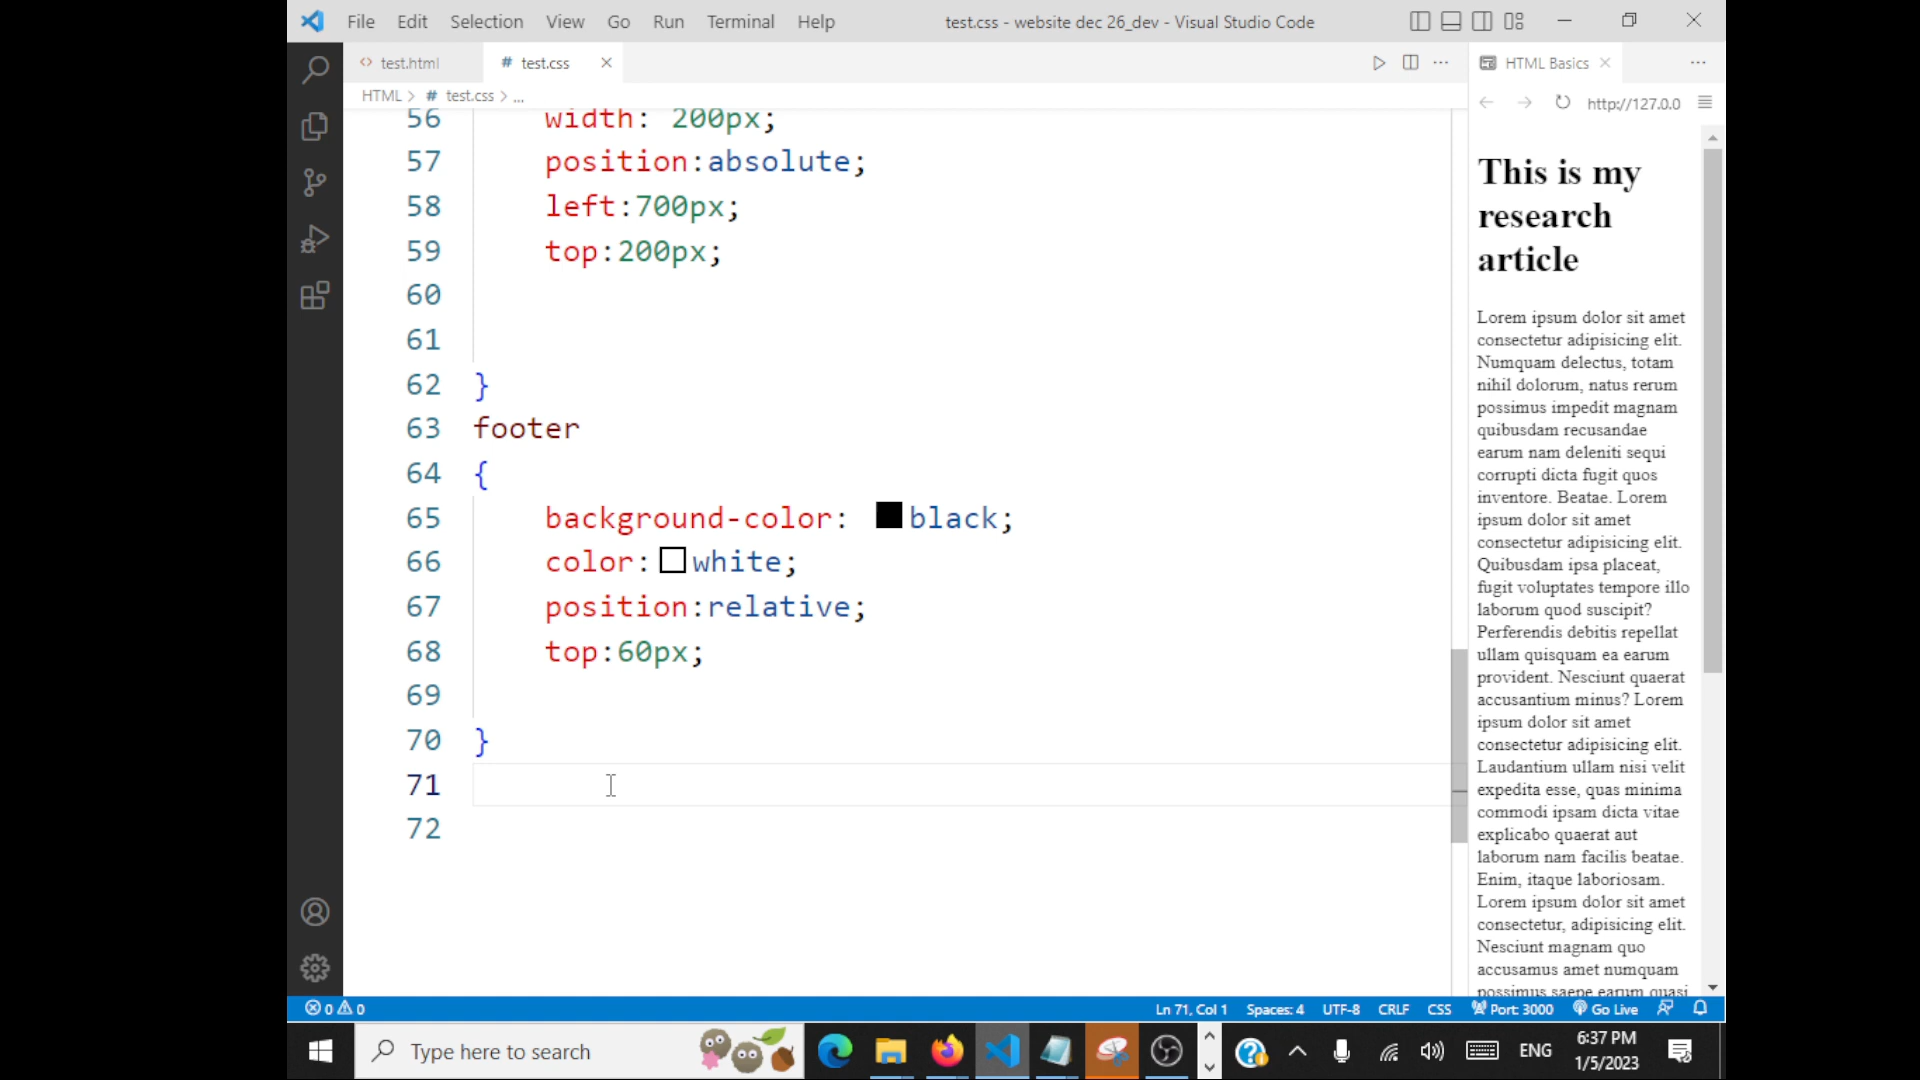 File Edit Selection View Go Run Terminal Help test.css - website dec 26_dev - Visual Studio Code
test.html
test.css
HTML Basics
HTML > test.css > ...
http://127.0.0
56 width: 200px;
57 position:absolute;
58 left:700px;
59 top:200px;
60
61
62 }
63 footer
64 {
65 background-color: black;
66 color: white;
67 position:relative;
68 top:60px;
69
70 }
71
72
This is my
research
article
Lorem ipsum dolor sit amet
consectetur adipisicing elit.
Numquam delectus, totam
nihil dolorum, natus rerum
possimus impedit magnam
quibusdam recusandae
earum nam deleniti sequi
corrupti dicta fugit quos
inventore. Beatae. Lorem
ipsum dolor sit amet
consectetur adipisicing elit.
Quibusdam ipsa placeat,
fugit voluptates tempore illo
laborum quod suscipit?
Perferendis debitis repellat
ullam quisquam ea earum
provident. Nesciunt quaerat
accusantium minus? Lorem
ipsum dolor sit amet
consectetur adipisicing elit.
Laudantium ullam nisi velit
expedita esse, quas minima
commodi ipsam dicta vitae
explicabo quaerat aut
laborum nam facilis beatae.
Enim, itaque laboriosam.
Lorem ipsum dolor sit amet
consectetur, adipisicing elit.
Nesciunt magnam quo
accusamus amet numquam
possimus saepe earum quasi
0 0 Ln 71, Col 1 Spaces: 4 UTF-8 CRLF CSS Port: 3000 Go Live
Type here to search
ENG
6:37 PM
1/5/2023